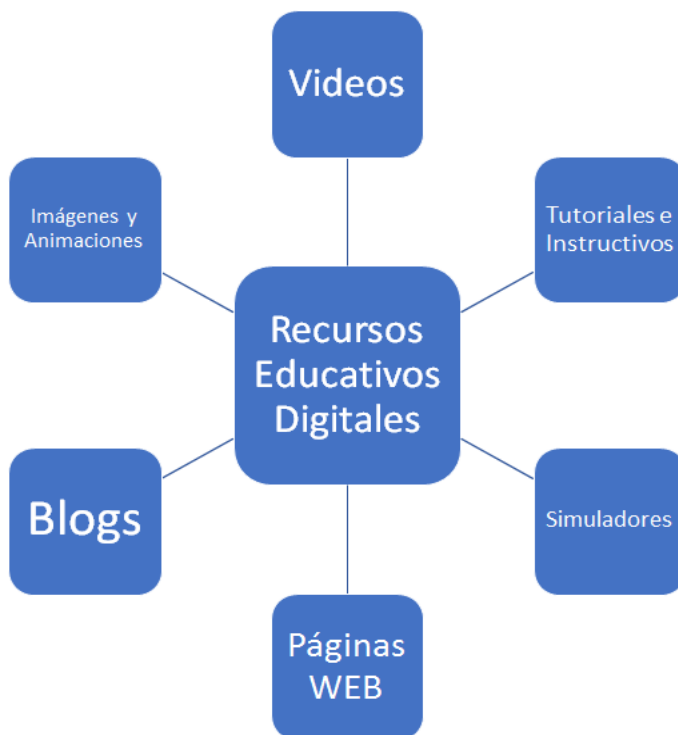 Videos
Imágenes y
Animaciones
Tutoriales e
Instructivos
Recursos
Educativos
Digitales
Blogs
Simuladores
Páginas
WEB